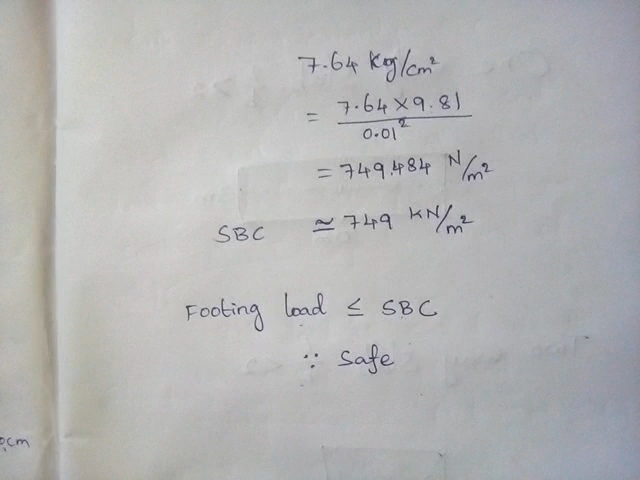 7.64 Kg/cm²
= 7.64 × 9.81 / 0.01²
= 749.484 N/m²
SBC ≃ 749 KN/m²
Footing load ≤ SBC
∵ Safe
cm